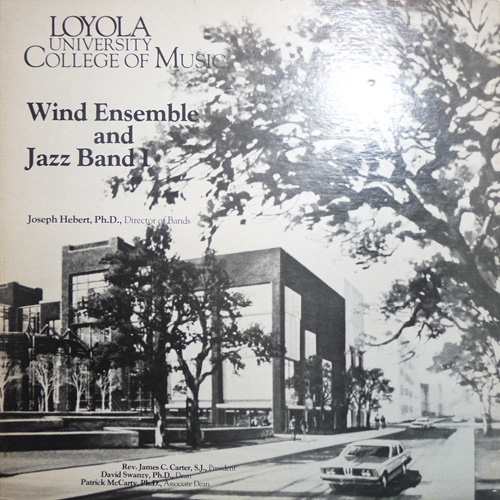 LOYOLA
UNIVERSITY
COLLEGE OF MUSIC
Wind Ensemble
and
Jazz Band I
Joseph Hebert, Ph.D., Director of Bands
Rev. James C. Carter, S.J., President
David Swanzy, Ph.D., Dean
Patrick McCarty, Ph.D., Associate Dean